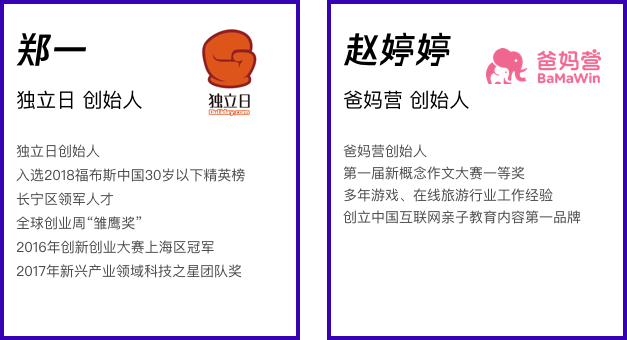 郑一
独立日
Outiday.com
独立日 创始人
独立日创始人
入选2018福布斯中国30岁以下精英榜
长宁区领军人才
全球创业周“雏鹰奖”
2016年创新创业大赛上海区冠军
2017年新兴产业领域科技之星团队奖
赵婷婷
爸妈营
BaMaWin
爸妈营 创始人
爸妈营创始人
第一届新概念作文大赛一等奖
多年游戏、在线旅游行业工作经验
创立中国互联网亲子教育内容第一品牌